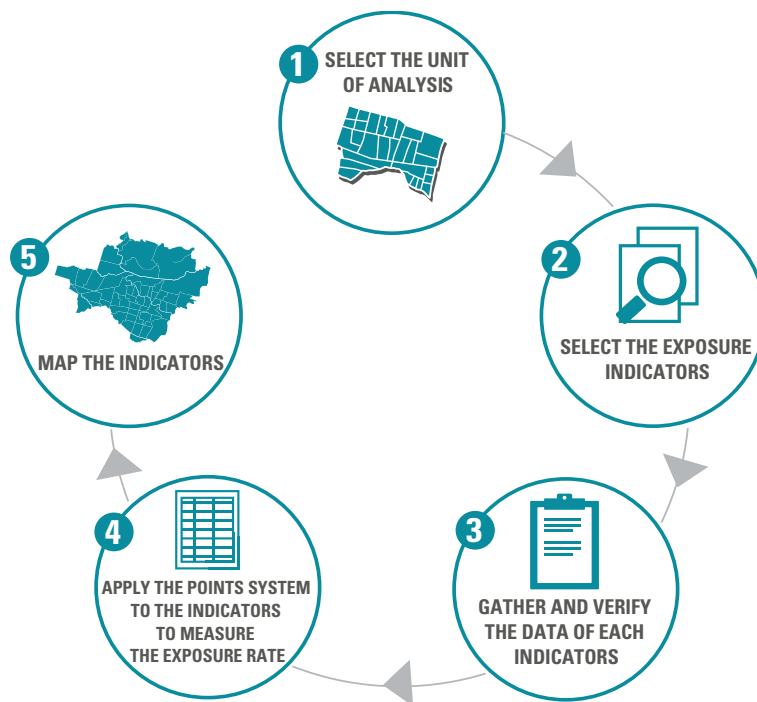 1
SELECT THE UNIT
OF ANALYSIS
2
SELECT THE EXPOSURE
INDICATORS
3
GATHER AND VERIFY
THE DATA OF EACH
INDICATORS
4
APPLY THE POINTS SYSTEM
TO THE INDICATORS
TO MEASURE
THE EXPOSURE RATE
5
MAP THE INDICATORS